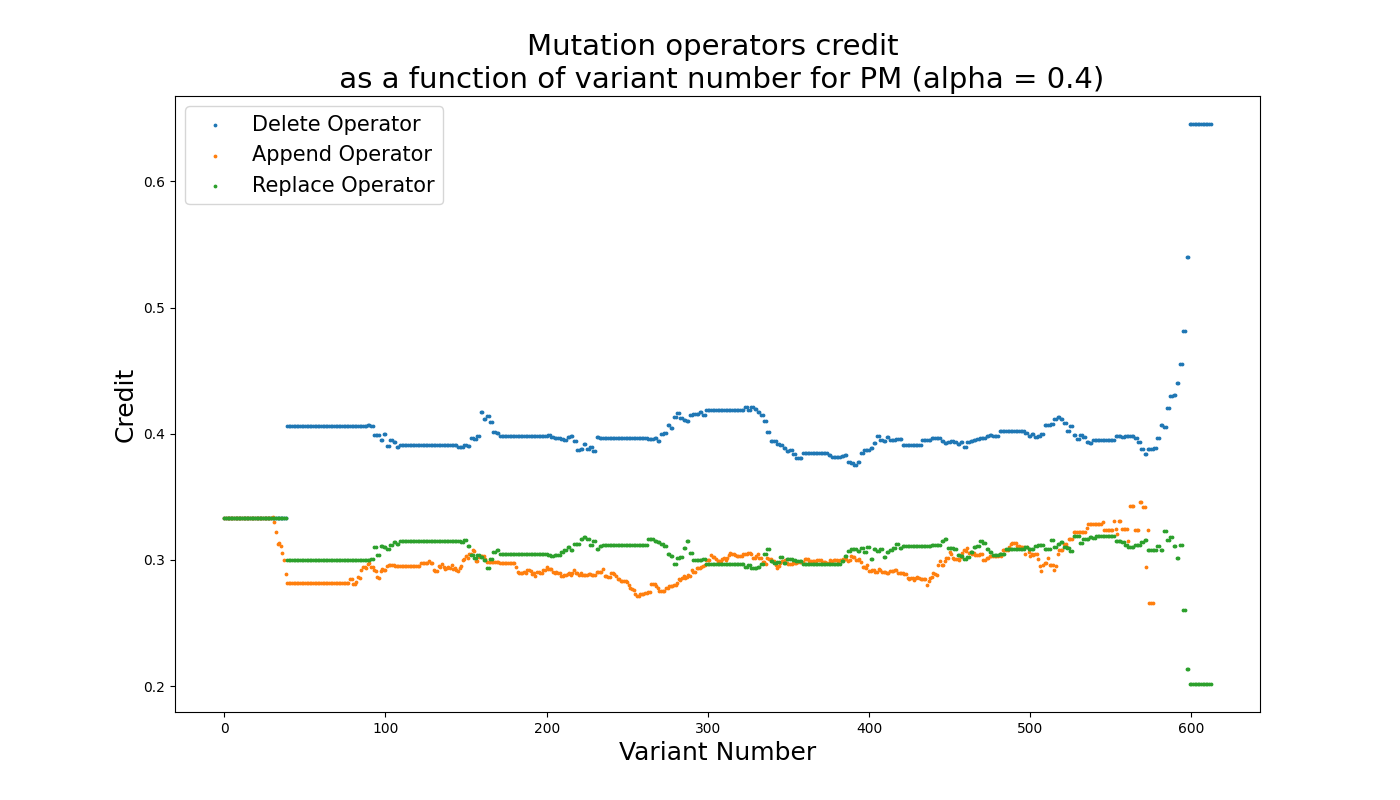 Mutation operators credit
as a function of variant number for PM (alpha = 0.4)
Delete Operator
Append Operator
Replace Operator
0.6
0.5
0.4
0.3
0.2
Credit
0 100 200 300 400 500 600
Variant Number